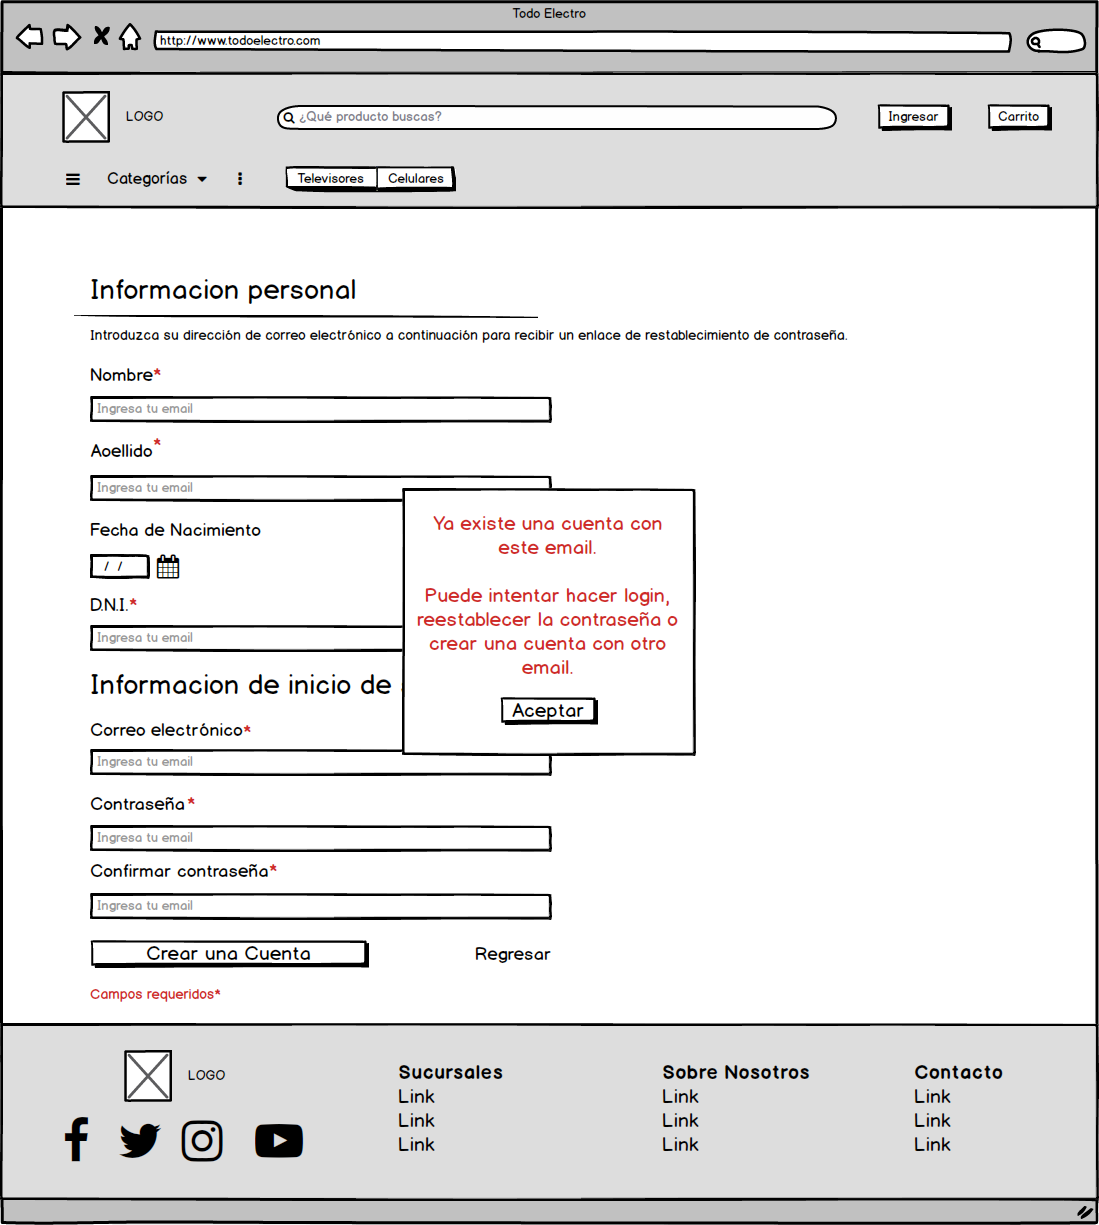 Todo Electro
http://www.todoelectro.com
LOGO
¿Qué producto buscas?
Ingresar
Carrito
Categorías
Televisores
Celulares
Informacion personal
Introduzca su dirección de correo electrónico a continuación para recibir un enlace de restablecimiento de contraseña.
Nombre*
Ingresa tu email
Aoellido*
Ingresa tu email
Fecha de Nacimiento
/ /
D.N.I.*
Ingresa tu email
Informacion de inicio de
Correo electrónico*
Ingresa tu email
Contraseña*
Ingresa tu email
Confirmar contraseña*
Ingresa tu email
Crear una Cuenta
Regresar
Campos requeridos*
Ya existe una cuenta con
este email.
Puede intentar hacer login,
reestablecer la contraseña o
crear una cuenta con otro
email.
Aceptar
LOGO
Sucursales
Link
Link
Link
Sobre Nosotros
Link
Link
Link
Contacto
Link
Link
Link